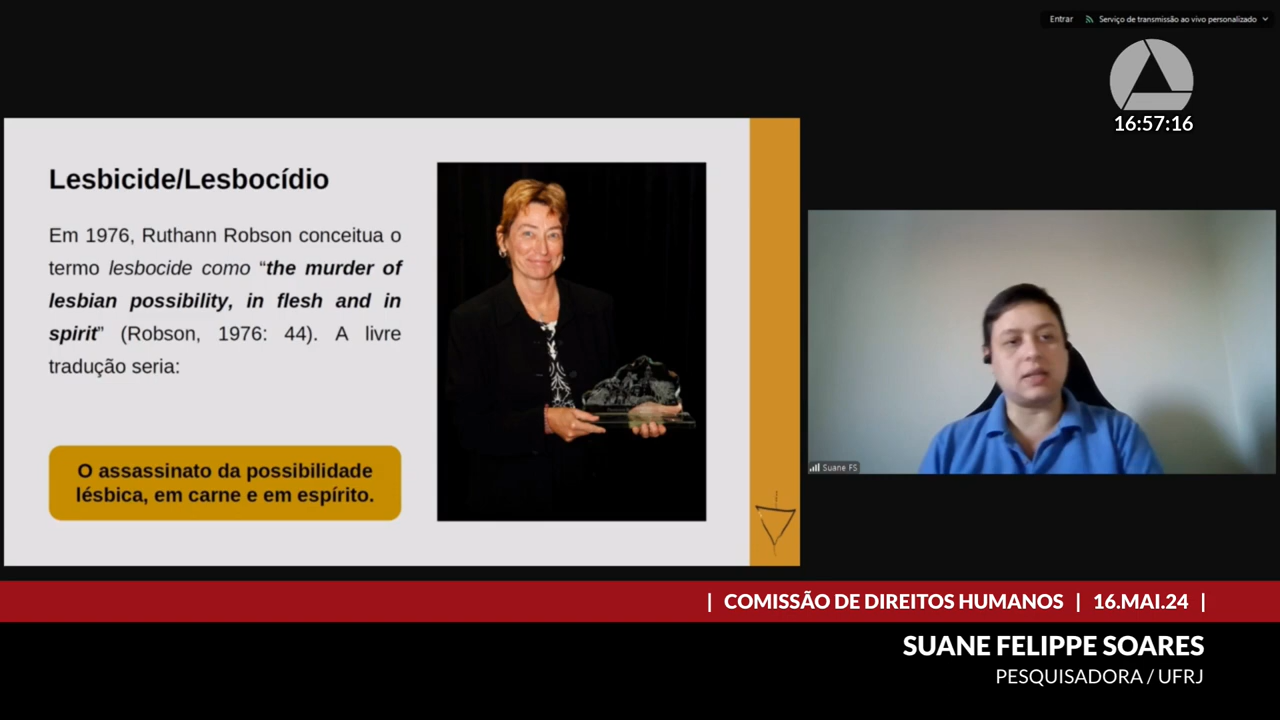 Entrar Serviço de transmissão ao vivo personalizado
16:57:16
Lesbicide/Lesbocídio
Em 1976, Ruthann Robson conceitua o
termo lesbocide como “the murder of
lesbian possibility, in flesh and in
spirit” (Robson, 1976: 44). A livre
tradução seria:
O assassinato da possibilidade
lésbica, em carne e em espírito.
Suane FS
| COMISSÃO DE DIREITOS HUMANOS | 16.MAI.24 |
SUANE FELIPPE SOARES
PESQUISADORA / UFRJ